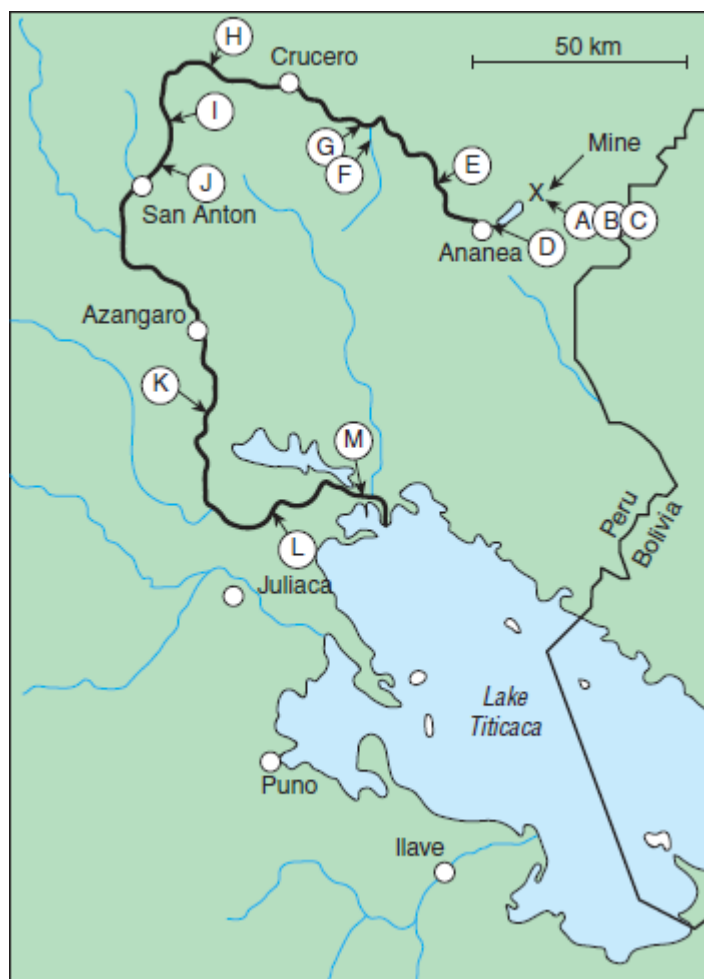 H
Crucero
50 km
I
G
F
E
Mine
X
J
San Anton
A
B
C
D
Ananea
Azangaro
K
M
Peru
Bolivia
L
Juliaca
Lake
Titicaca
Puno
Ilave